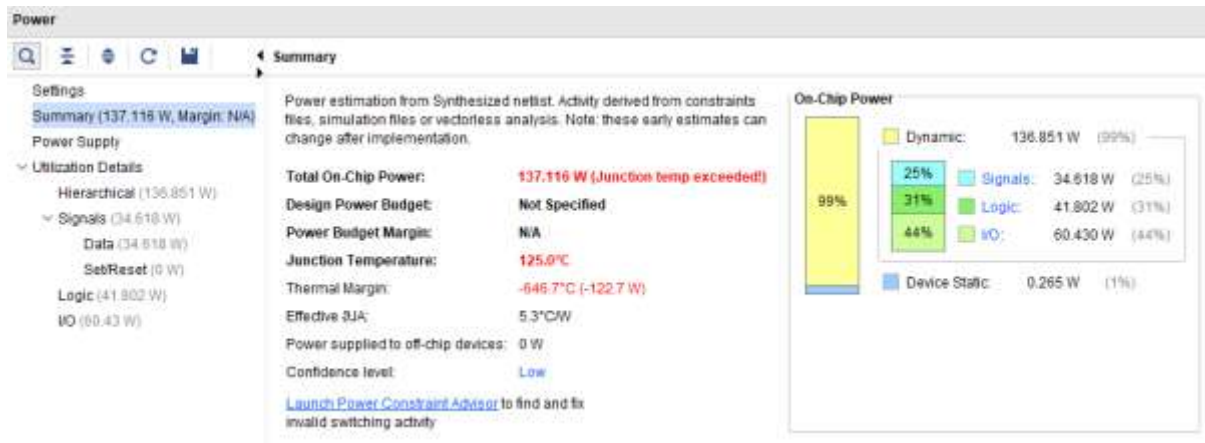 Power
Summary
Settings
Summary (137.116 W, Margin: N/A)
Power Supply
Utilization Details
Hierarchical (136.851 W)
Signals (34.618 W)
Data (34.618 W)
Set/Reset (0 W)
Logic (41.802 W)
I/O (60.43 W)
Power estimation from Synthesized netlist. Activity derived from constraints
files, simulation files or vectorless analysis. Note: these early estimates can
change after implementation.
Total On-Chip Power: 137.116 W (Junction temp exceeded!)
Design Power Budget: Not Specified
Power Budget Margin: N/A
Junction Temperature: 125.0°C
Thermal Margin: -646.7°C (-122.7 W)
Effective ϑJA: 5.3°C/W
Power supplied to off-chip devices: 0 W
Confidence level: Low
Launch Power Constraint Advisor to find and fix
invalid switching activity
On-Chip Power
Dynamic: 136.851 W (99%)
99%
25% Signals: 34.618 W (25%)
31% Logic: 41.802 W (31%)
44% I/O: 60.430 W (44%)
Device Static: 0.265 W (1%)